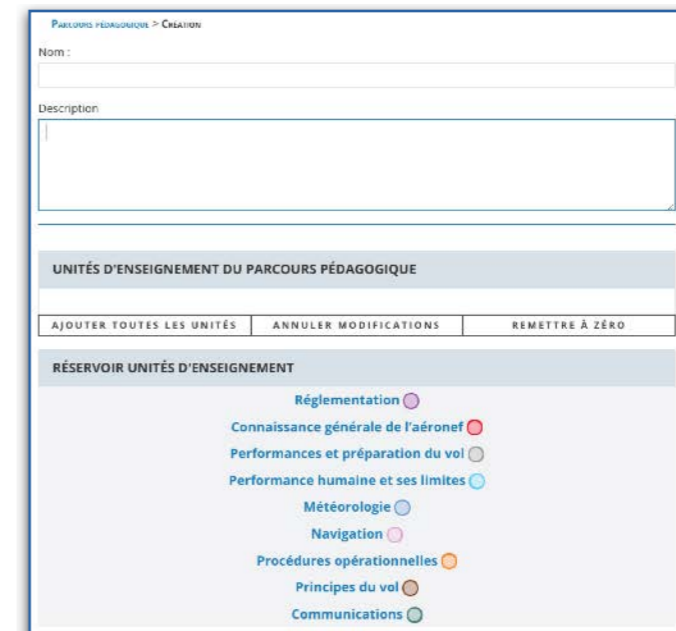 Parcours pédagogique > Création
Nom :
Description
UNITÉS D'ENSEIGNEMENT DU PARCOURS PÉDAGOGIQUE
AJOUTER TOUTES LES UNITÉS
ANNULER MODIFICATIONS
REMETTRE À ZÉRO
RÉSERVOIR UNITÉS D'ENSEIGNEMENT
Réglementation
Connaissance générale de l'aéronef
Performances et préparation du vol
Performance humaine et ses limites
Météorologie
Navigation
Procédures opérationnelles
Principes du vol
Communications